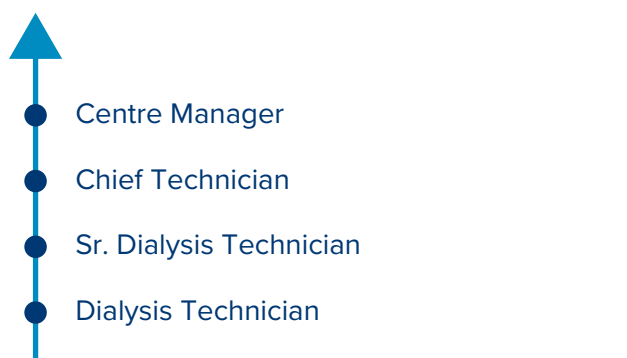 Centre Manager
Chief Technician
Sr. Dialysis Technician
Dialysis Technician